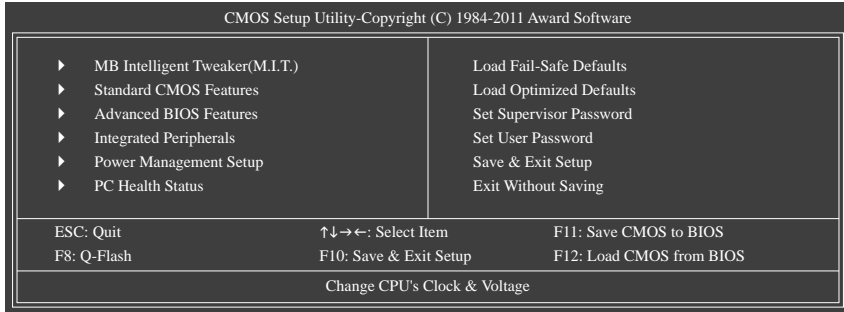 CMOS Setup Utility-Copyright (C) 1984-2011 Award Software
MB Intelligent Tweaker(M.I.T.)
Standard CMOS Features
Advanced BIOS Features
Integrated Peripherals
Power Management Setup
PC Health Status
Load Fail-Safe Defaults
Load Optimized Defaults
Set Supervisor Password
Set User Password
Save & Exit Setup
Exit Without Saving
ESC: Quit
↑↓→←: Select Item
F11: Save CMOS to BIOS
F8: Q-Flash
F10: Save & Exit Setup
F12: Load CMOS from BIOS
Change CPU's Clock & Voltage